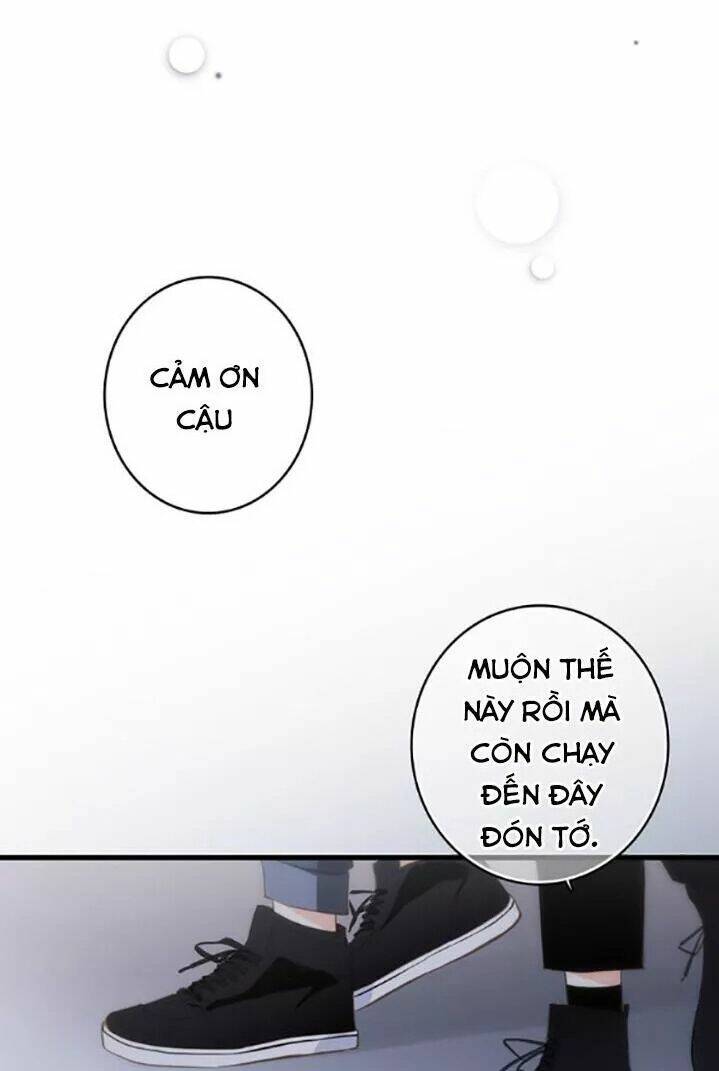 CẢM ƠN
CẬU
MUỘN THẾ
NÀY RỒI MÀ
CÒN CHẠY
ĐẾN ĐÂY
ĐÓN TỚ.